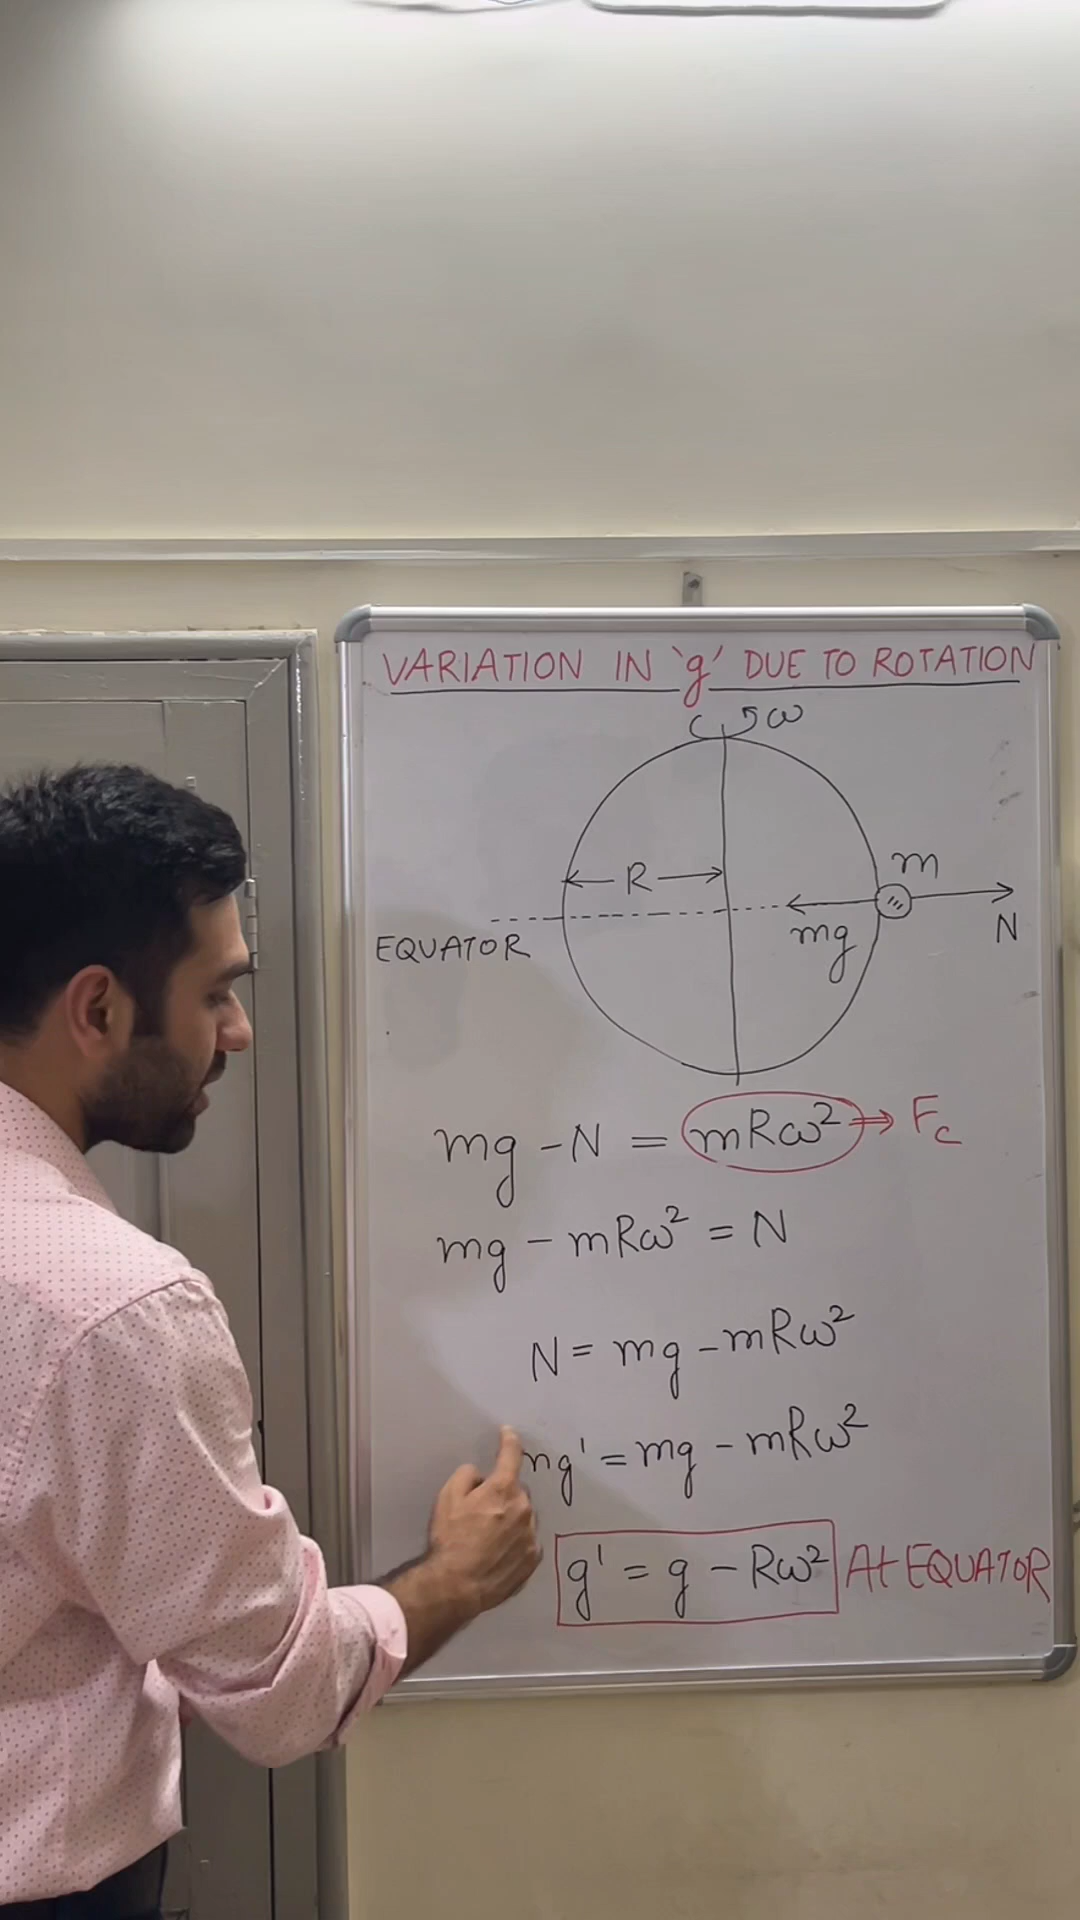 VARIATION IN 'g' DUE TO ROTATION
ω
m
R
mg
N
EQUATOR
mg - N = mRω² ⇒ Fc
mg - mRω² = N
N = mg - mRω²
mg' = mg - mRω²
g' = g - Rω² At EQUATOR